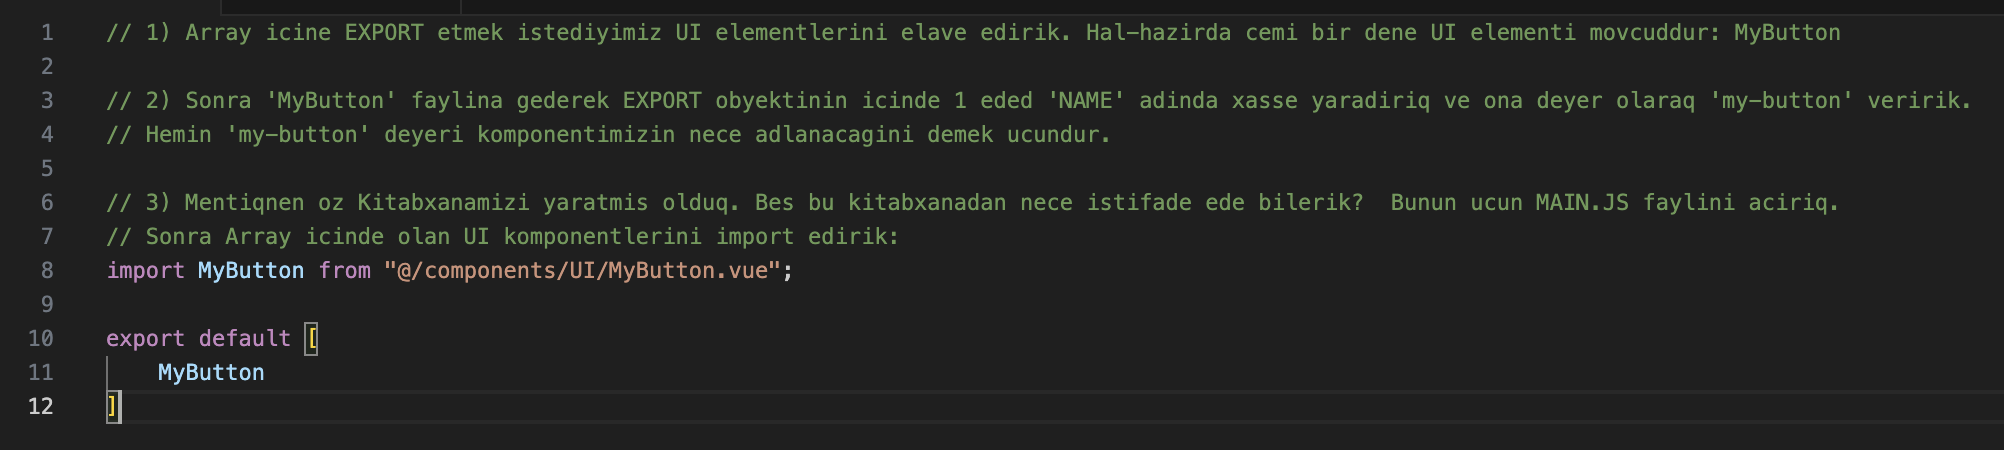 1 // 1) Array icine EXPORT etmek istediyimiz UI elementlerini elave edirik. Hal-hazirda cemi bir dene UI elementi movcuddur: MyButton
2
3 // 2) Sonra 'MyButton' faylina gederek EXPORT obyektinin icinde 1 eded 'NAME' adinda xasse yaradiriq ve ona deyer olaraq 'my-button' veririk.
4 // Hemin 'my-button' deyeri komponentimizin nece adlanacagini demek ucundur.
5
6 // 3) Mentiqnen oz Kitabxanamizi yaratmis olduq. Bes bu kitabxanadan nece istifade ede bilerik?  Bunun ucun MAIN.JS faylini aciriq.
7 // Sonra Array icinde olan UI komponentlerini import edirik:
8 import MyButton from "@/components/UI/MyButton.vue";
9
10 export default [
11     MyButton
12 ]